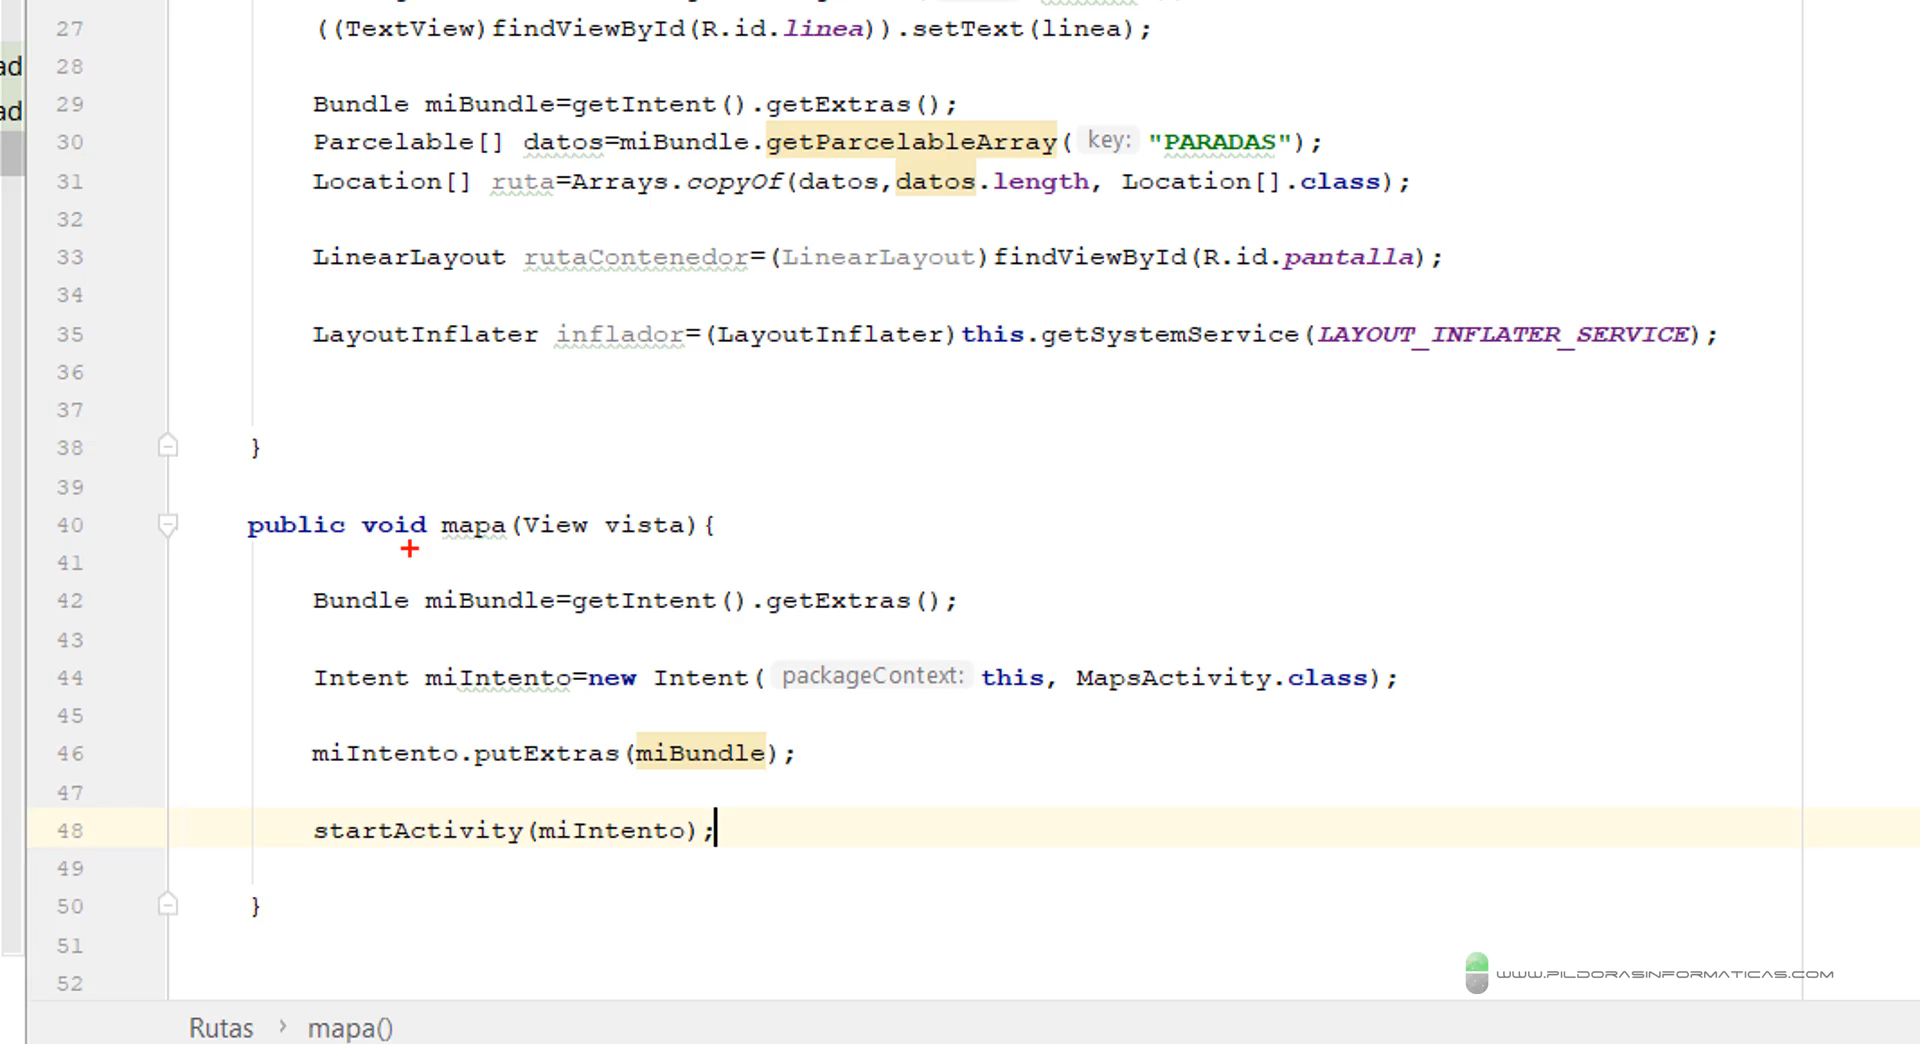 27 ((TextView)findViewById(R.id.linea)).setText(linea);
ad 28
29 Bundle miBundle=getIntent().getExtras();
ad
30 Parcelable[] datos=miBundle.getParcelableArray( key: "PARADAS");
31 Location[] ruta=Arrays.copyOf(datos,datos.length, Location[].class);
32
33 LinearLayout rutaContenedor=(LinearLayout)findViewById(R.id.pantalla);
34
35 LayoutInflater inflador=(LayoutInflater)this.getSystemService(LAYOUT_INFLATER_SERVICE);
36
37
38 }
39
40 public void mapa(View vista){
41
42 Bundle miBundle=getIntent().getExtras();
43
44 Intent miIntento=new Intent( packageContext: this, MapsActivity.class);
45
46 miIntento.putExtras(miBundle);
47
48 startActivity(miIntento);
49
50 }
51
52
WWW.PILDORASINFORMATICAS.COM
Rutas › mapa()